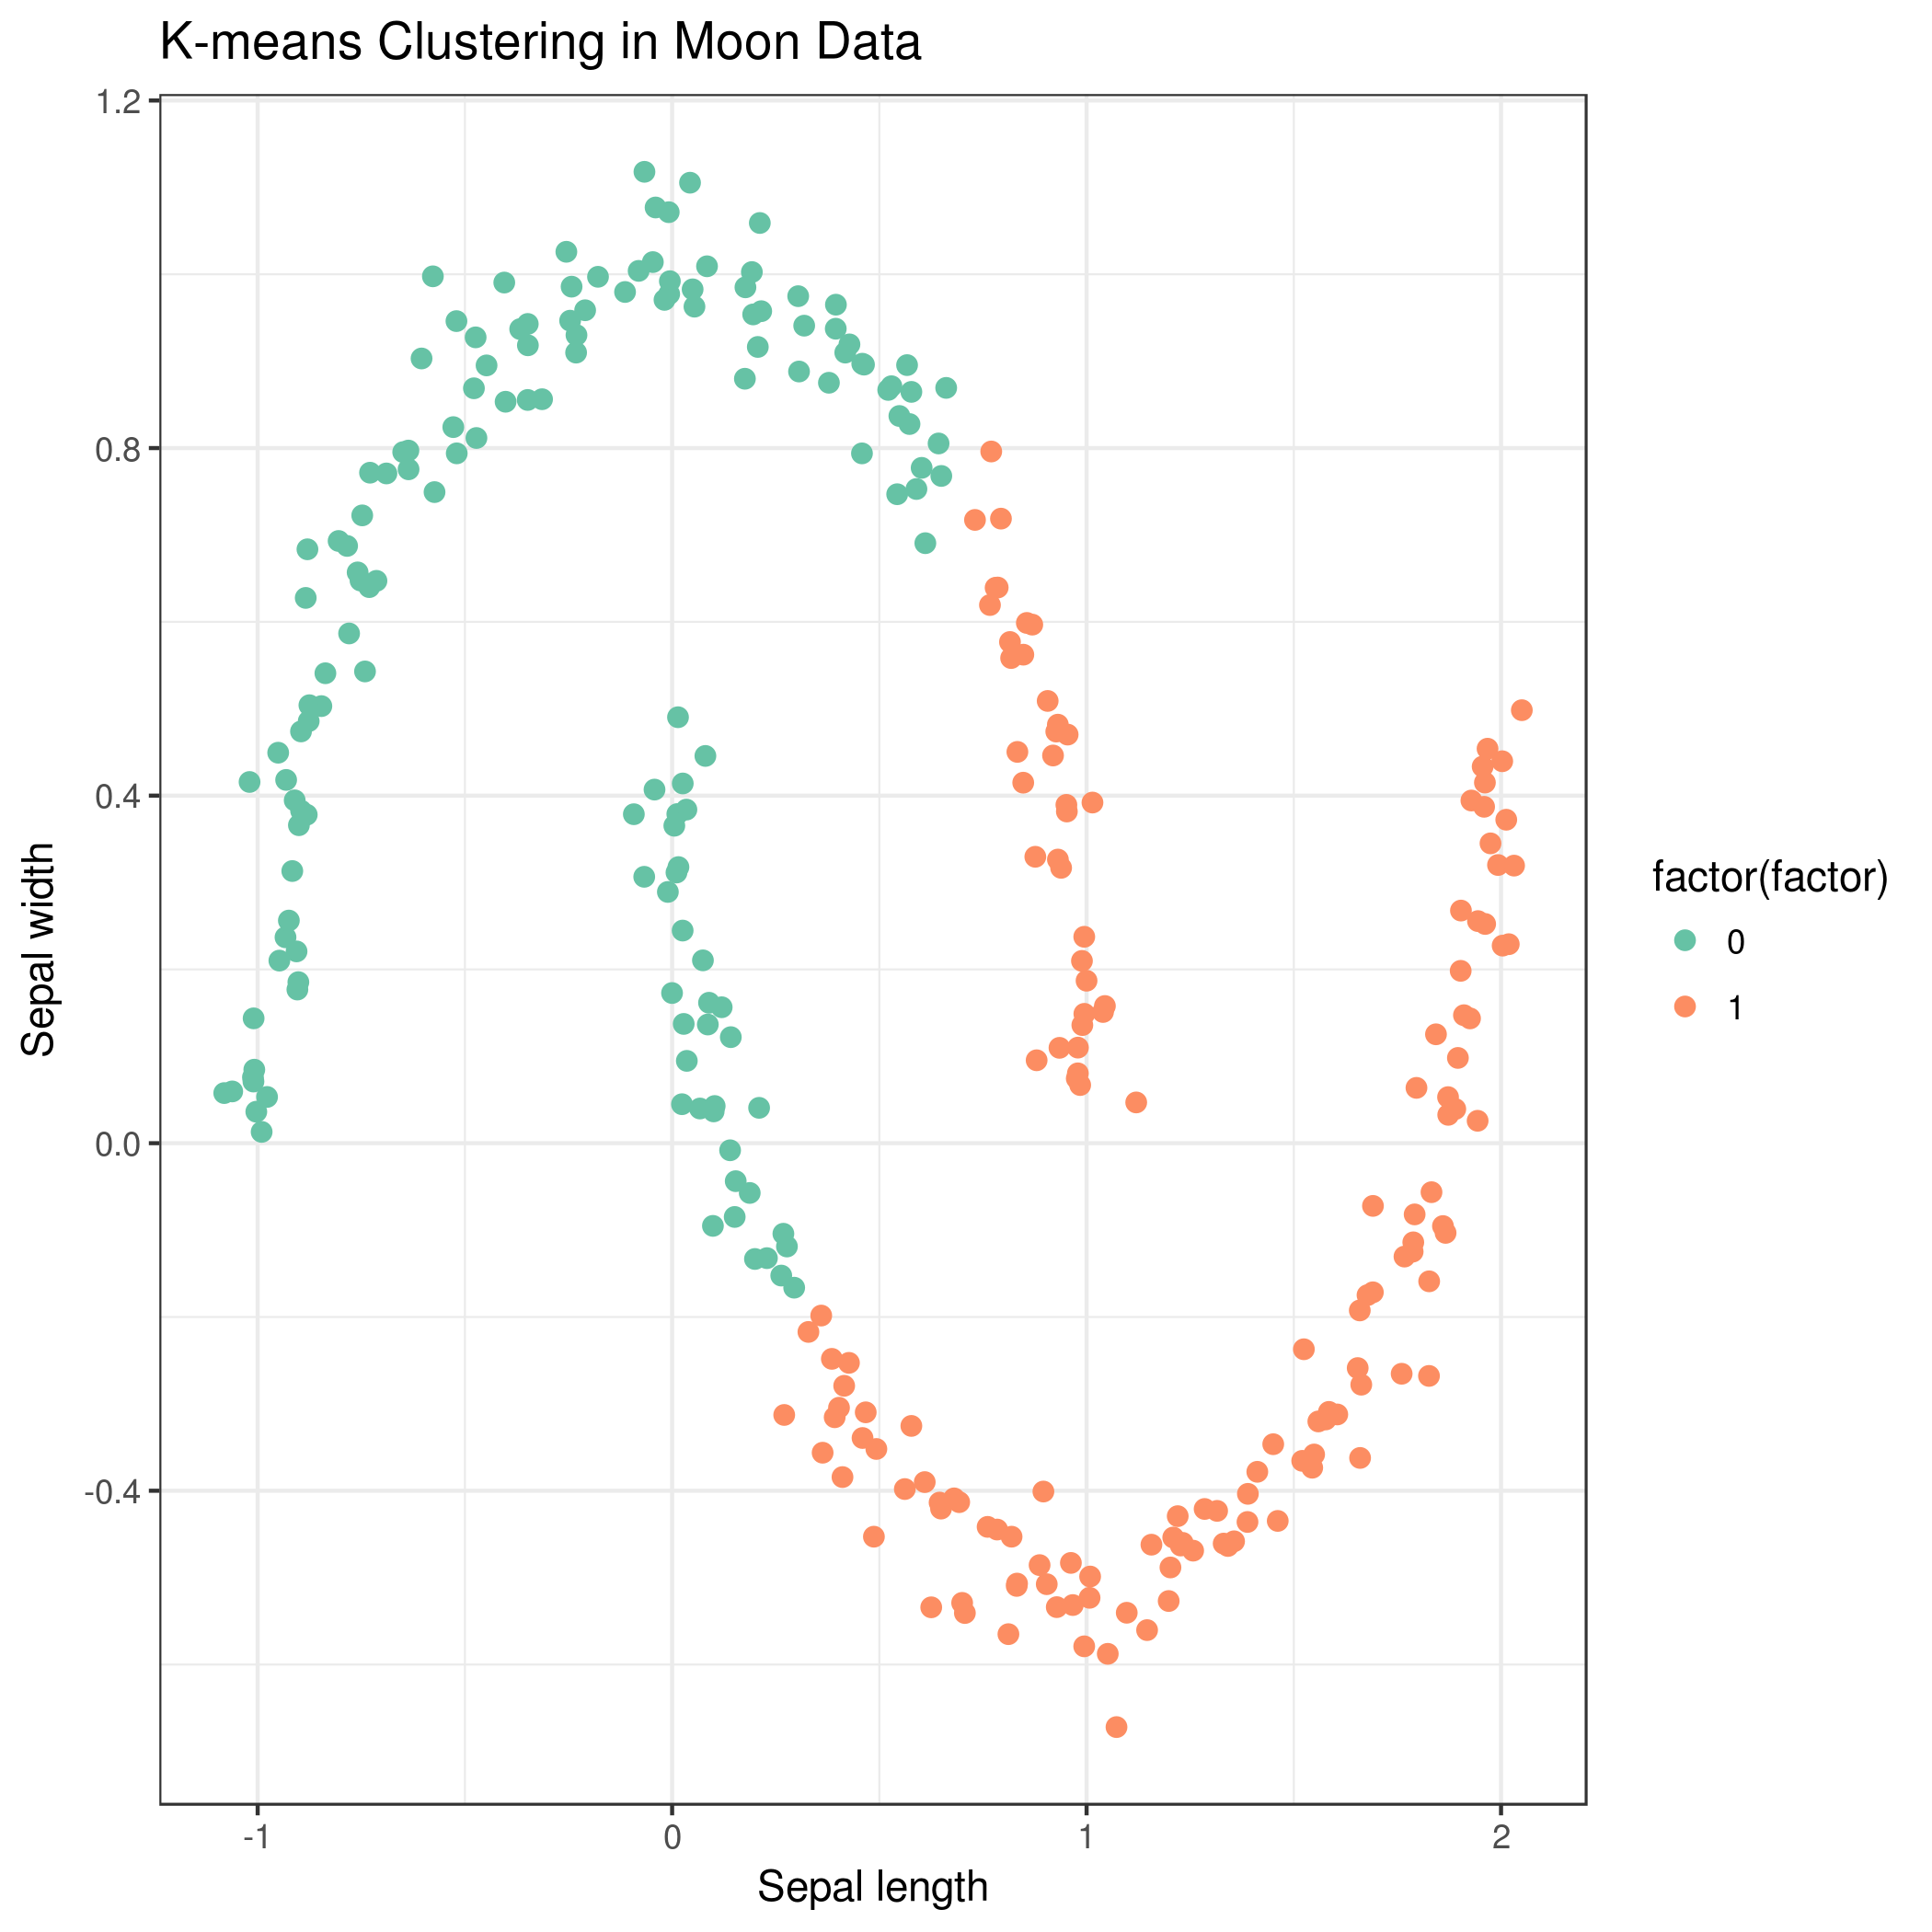 K-means Clustering in Moon Data
1.2
0.8
0.4
0.0
-0.4
Sepal width
-1
0
1
2
Sepal length
factor(factor)
0
1